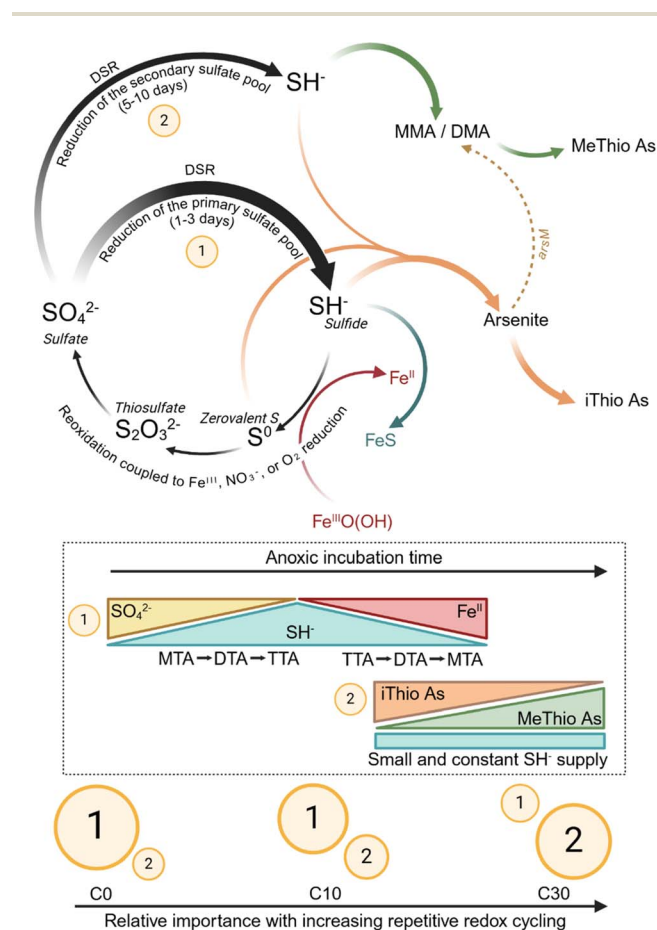 DSR
Reduction of the secondary sulfate pool
(5-10 days)
2
SH⁻
MMA / DMA
MeThio As
DSR
Reduction of the primary sulfate pool
(1-3 days)
1
arsM
SO₄²⁻
Sulfate
SH⁻
Sulfide
Arsenite
Feᴵᴵ
iThio As
Thiosulfate
S₂O₃²⁻
Zerovalent S
S⁰
FeS
Reoxidation coupled to Feᴵᴵᴵ, NO₃⁻, or O₂ reduction
FeᴵᴵᴵO(OH)
Anoxic incubation time
1
SO₄²⁻
Feᴵᴵ
SH⁻
MTA→DTA→TTA
TTA→DTA→MTA
2
iThio As
MeThio As
Small and constant SH⁻ supply
1
2
1
2
1
2
C0
C10
C30
Relative importance with increasing repetitive redox cycling